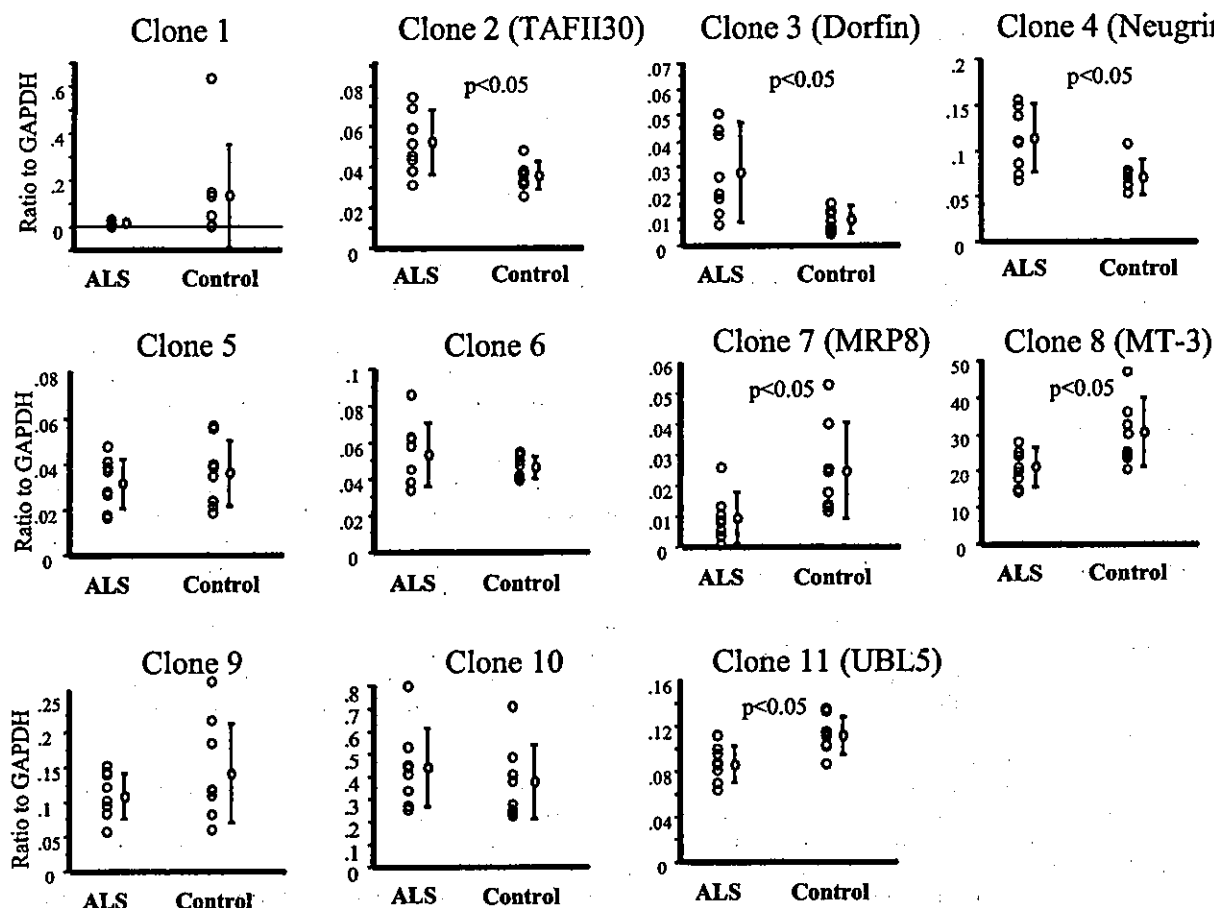 Clone 1
Clone 2 (TAFII30)
Clone 3 (Dorfin)
Clone 4 (Neugrin
Ratio to GAPDH
.6
.4
.2
0
ALS
Control
p<0.05
.08
.06
.04
.02
0
ALS
Control
p<0.05
.07
.06
.05
.04
.03
.02
.01
0
ALS
Control
p<0.05
.2
.15
.1
.05
0
ALS
Control
Clone 5
Clone 6
Clone 7 (MRP8)
Clone 8 (MT-3)
Ratio to GAPDH
.08
.06
.04
.02
0
ALS
Control
.1
.08
.06
.04
.02
0
ALS
Control
p<0.05
.06
.05
.04
.03
.02
.01
0
ALS
Control
p<0.05
50
40
30
20
10
0
ALS
Control
Clone 9
Clone 10
Clone 11 (UBL5)
Ratio to GAPDH
.25
.2
.15
.1
.05
0
ALS
Control
.8
.7
.6
.5
.4
.3
.2
.1
0
ALS
Control
p<0.05
.16
.12
.08
.04
0
ALS
Control